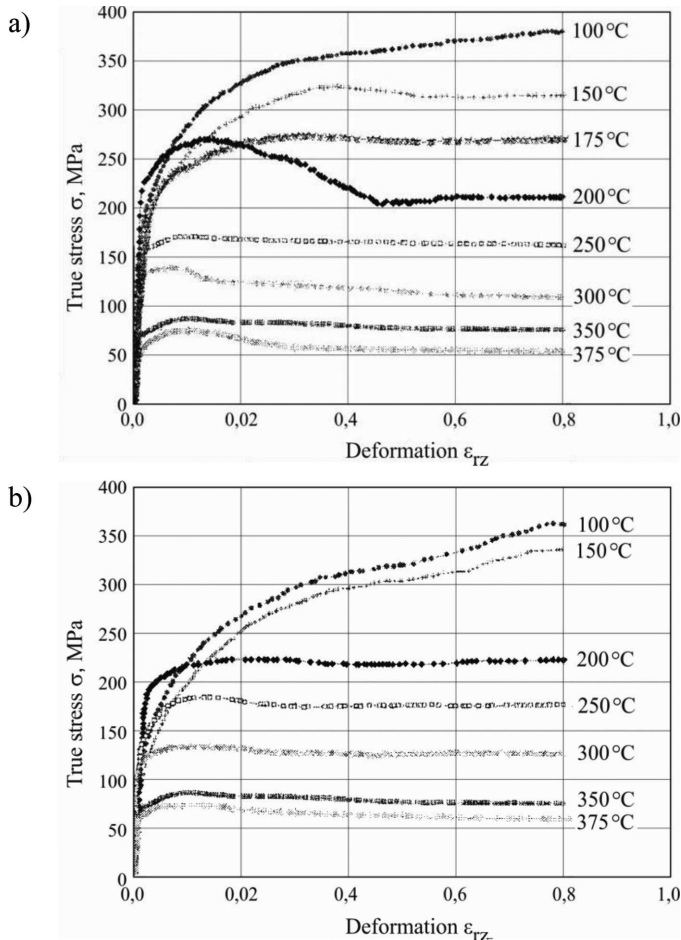 a)
400
350
300
250
200
150
100
50
0
True stress σ, MPa
100°C
150°C
175°C
200°C
250°C
300°C
350°C
375°C
0,0 0,02 0,4 0,6 0,8 1,0
Deformation εrz
b)
400
350
300
250
200
150
100
50
0
True stress σ, MPa
100°C
150°C
200°C
250°C
300°C
350°C
375°C
0,0 0,02 0,4 0,6 0,8 1,0
Deformation εrz